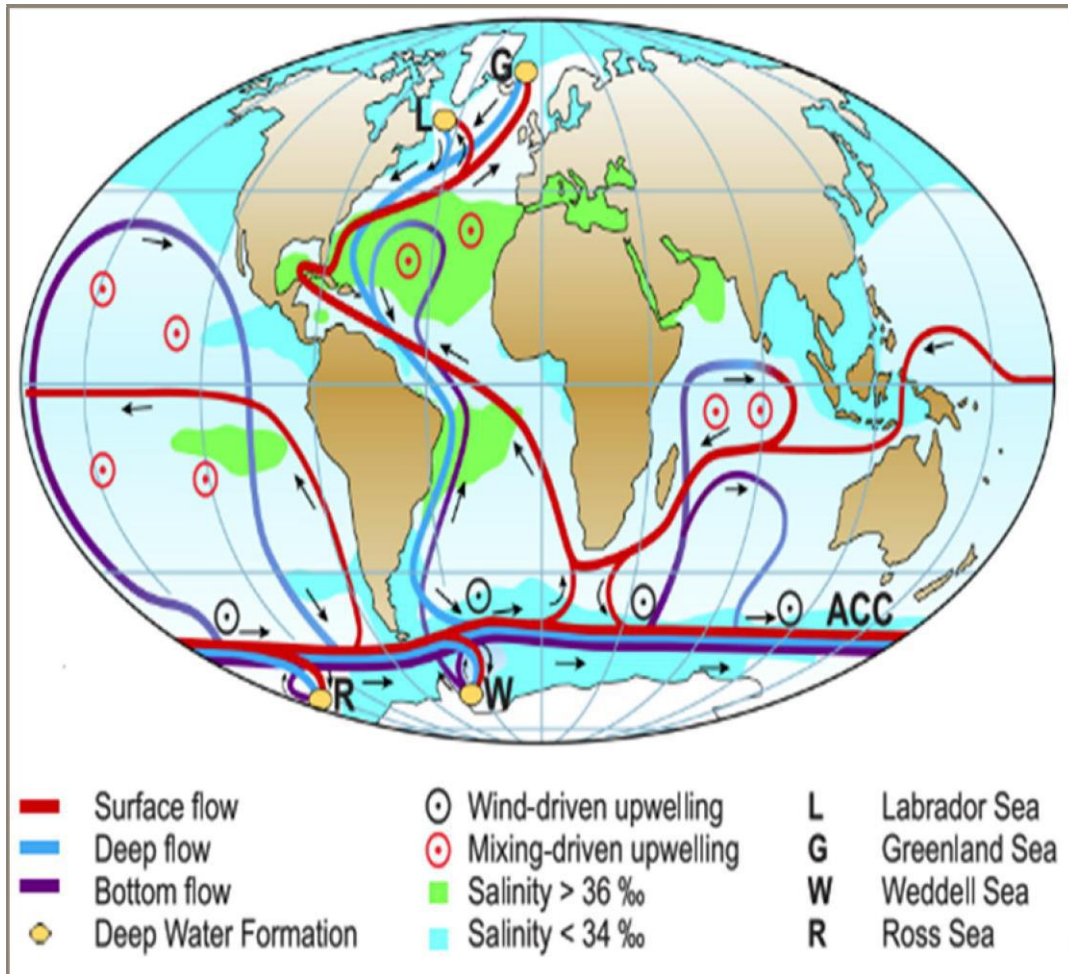 G
L
ACC
R
W
Surface flow
Deep flow
Bottom flow
Deep Water Formation
Wind-driven upwelling
Mixing-driven upwelling
Salinity > 36 ‰
Salinity < 34 ‰
L Labrador Sea
G Greenland Sea
W Weddell Sea
R Ross Sea